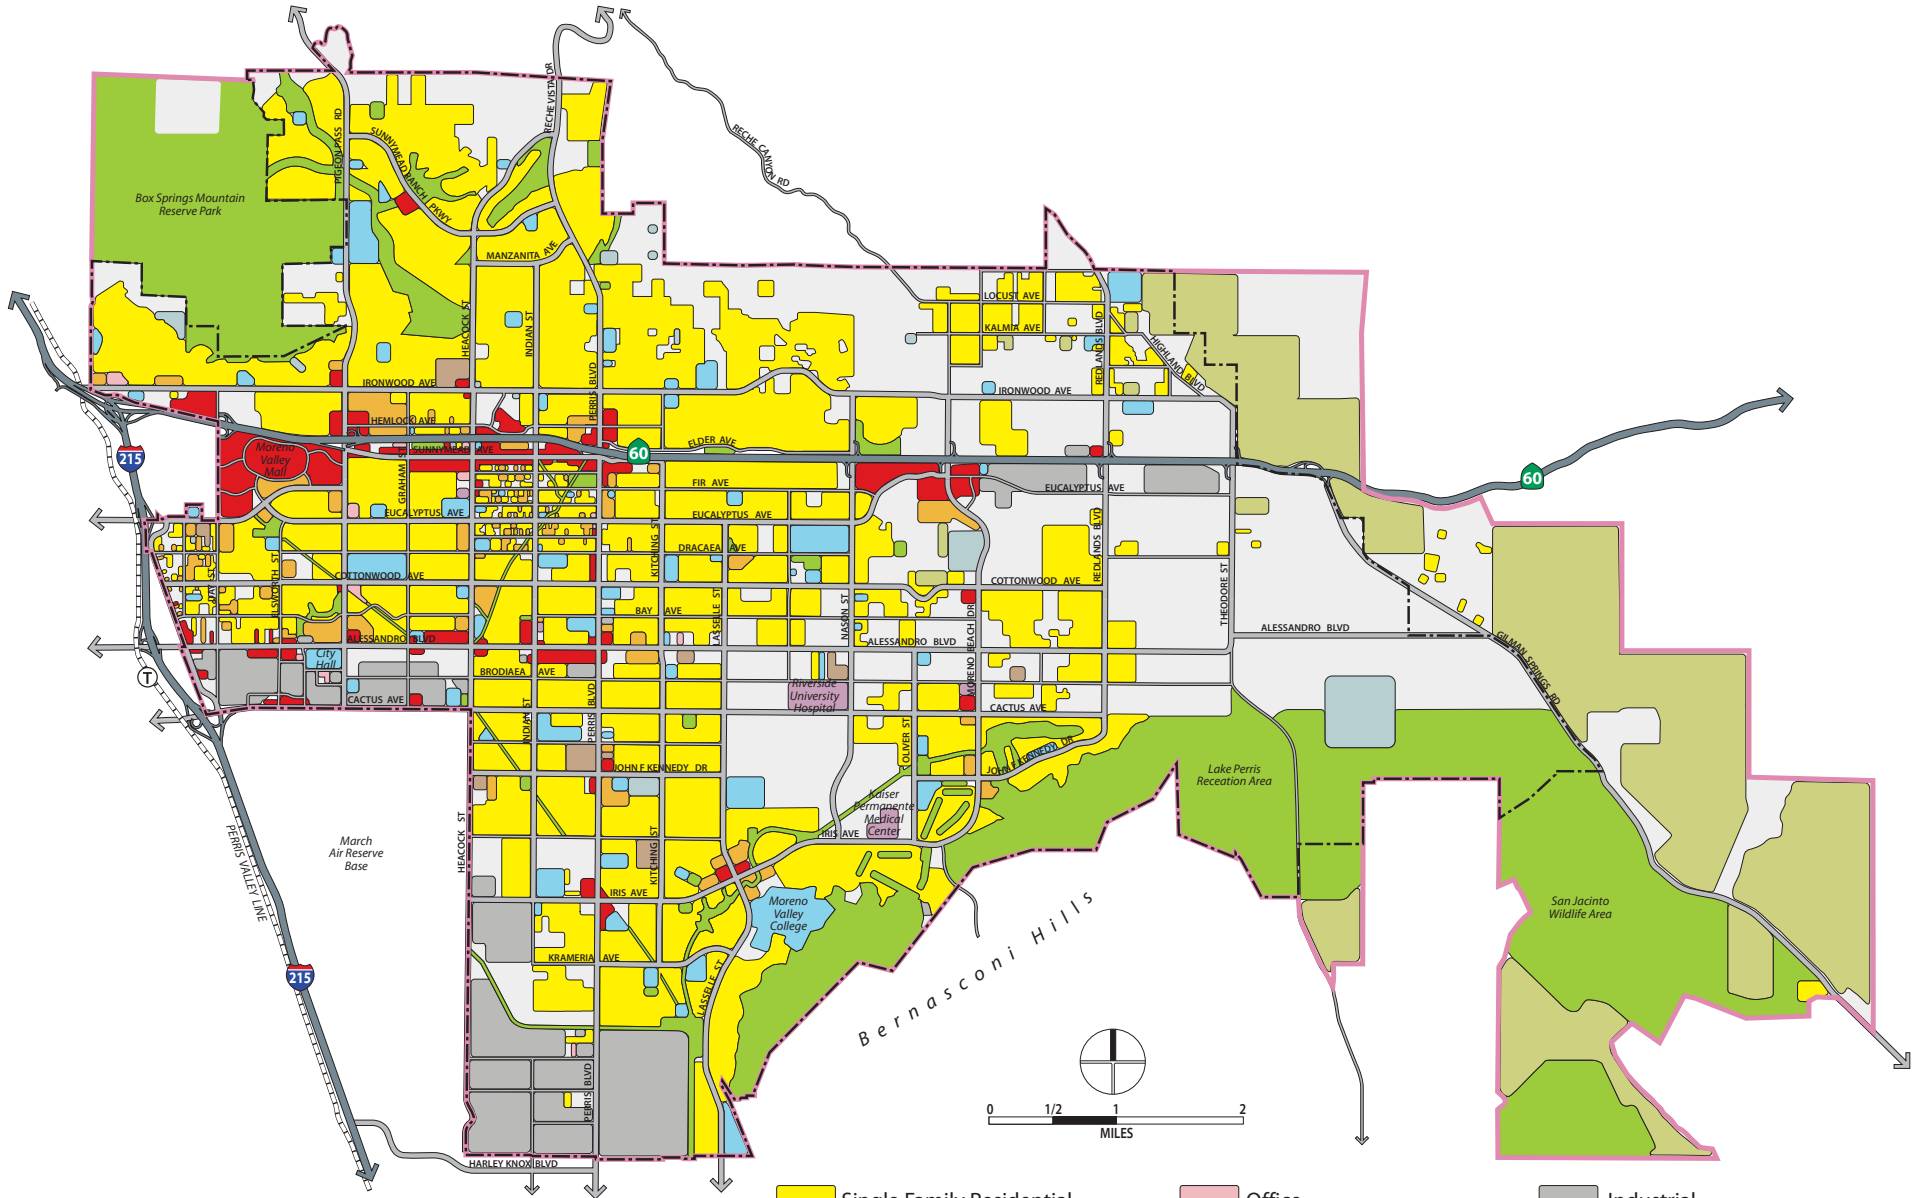 RECHE VISTA DR
PIGEON PASS RD
SUNNYMEAD RANCH PKWY
RECHE CANYON RD
Box Springs Mountain
Reserve Park
MANZANITA AVE
HEACOCK ST
INDIAN ST
PERRIS BLVD
LOCUST AVE
KALMIA AVE
REDLANDS BLVD
HIGHLAND BLVD
IRONWOOD AVE
IRONWOOD AVE
HEMLOCK AVE
SUNNYMEAD AVE
ELDER AVE
60
215
60
Moreno
Valley
Mall
GRAHAM ST
FIR AVE
EUCALYPTUS AVE
EUCALYPTUS AVE
EUCALYPTUS AVE
KITCHING ST
DRACAEA AVE
REDLANDS BLVD
COTTONWOOD AVE
COTTONWOOD AVE
DAY ST
ELSWORTH ST
BAY AVE
LASSELLE ST
NASON ST
MORENO BEACH DR
THEODORE ST
ALESSANDRO BLVD
ALESSANDRO BLVD
ALESSANDRO BLVD
GILMAN SPRINGS RD
City
Hall
T
BRODIAEA AVE
CACTUS AVE
CACTUS AVE
Riverside
University
Hospital
INDIAN ST
PERRIS BLVD
OLIVER ST
JOHN F KENNEDY DR
JOHN F KENNEDY DR
Lake Perris
Receation Area
Kaiser
Permanente
Medical
Center
IRIS AVE
HEACOCK ST
KITCHING ST
March
Air Reserve
Base
PERRIS VALLEY LINE
IRIS AVE
Moreno
Valley
College
San Jacinto
Wildlife Area
Bernasconi Hills
KRAMERIA AVE
LASSELLE ST
215
PERRIS BLVD
0 1/2 1 2
MILES
HARLEY KNOX BLVD
Single Family Residential
Office
Industrial